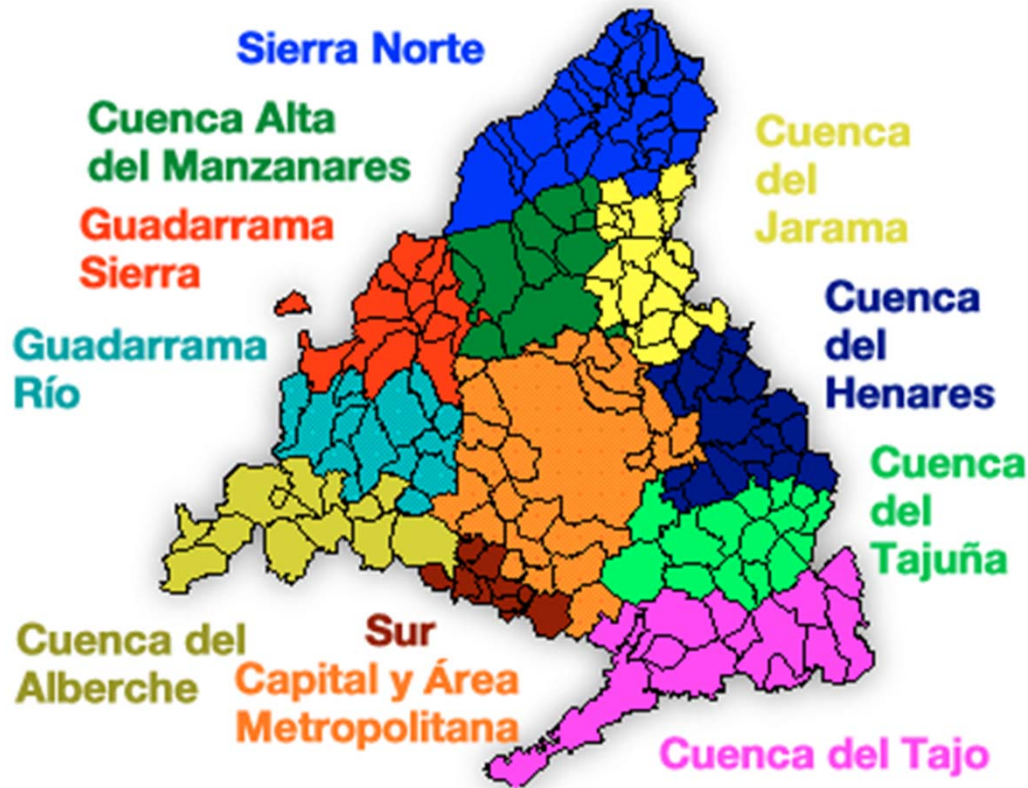 Sierra Norte
Cuenca Alta
del Manzanares
Cuenca
del
Jarama
Guadarrama
Sierra
Cuenca
del
Henares
Guadarrama
Río
Cuenca
del
Tajuña
Cuenca del
Alberche
Sur
Capital y Área
Metropolitana
Cuenca del Tajo